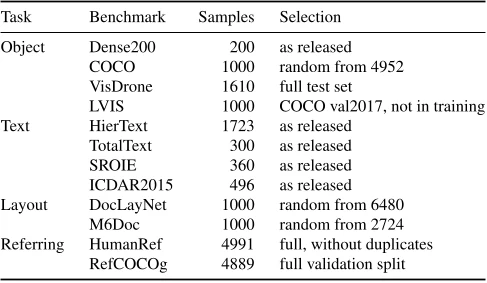 Task Benchmark Samples Selection
Object Dense200 200 as released
COCO 1000 random from 4952
VisDrone 1610 full test set
LVIS 1000 COCO val2017, not in training
Text HierText 1723 as released
TotalText 300 as released
SROIE 360 as released
ICDAR2015 496 as released
Layout DocLayNet 1000 random from 6480
M6Doc 1000 random from 2724
Referring HumanRef 4991 full, without duplicates
RefCOCOg 4889 full validation split